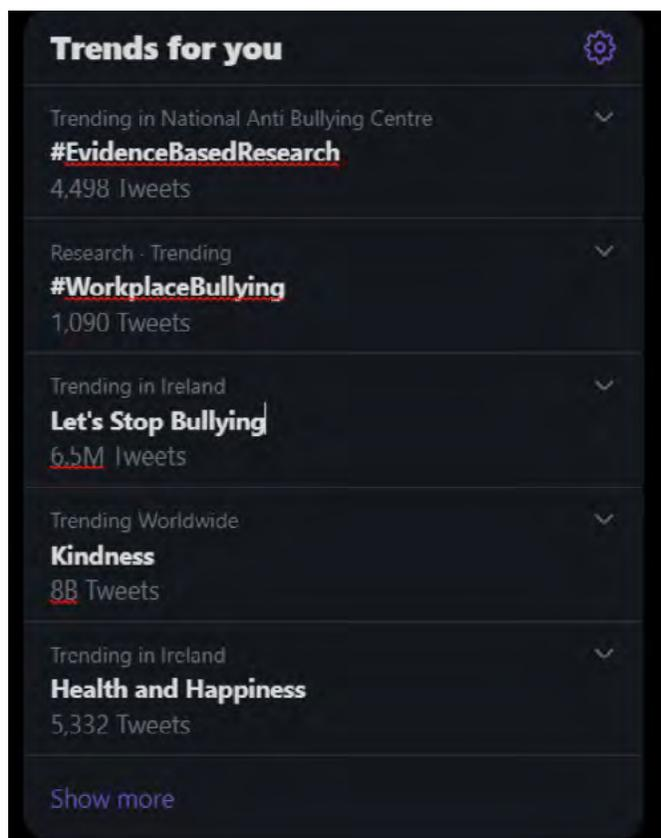 Trends for you
Trending in National Anti Bullying Centre
#EvidenceBasedResearch
4,498 Tweets
Research · Trending
#WorkplaceBullying
1,090 Tweets
Trending in Ireland
Let's Stop Bullying
6.5M Tweets
Trending Worldwide
Kindness
8B Tweets
Trending in Ireland
Health and Happiness
5,332 Tweets
Show more